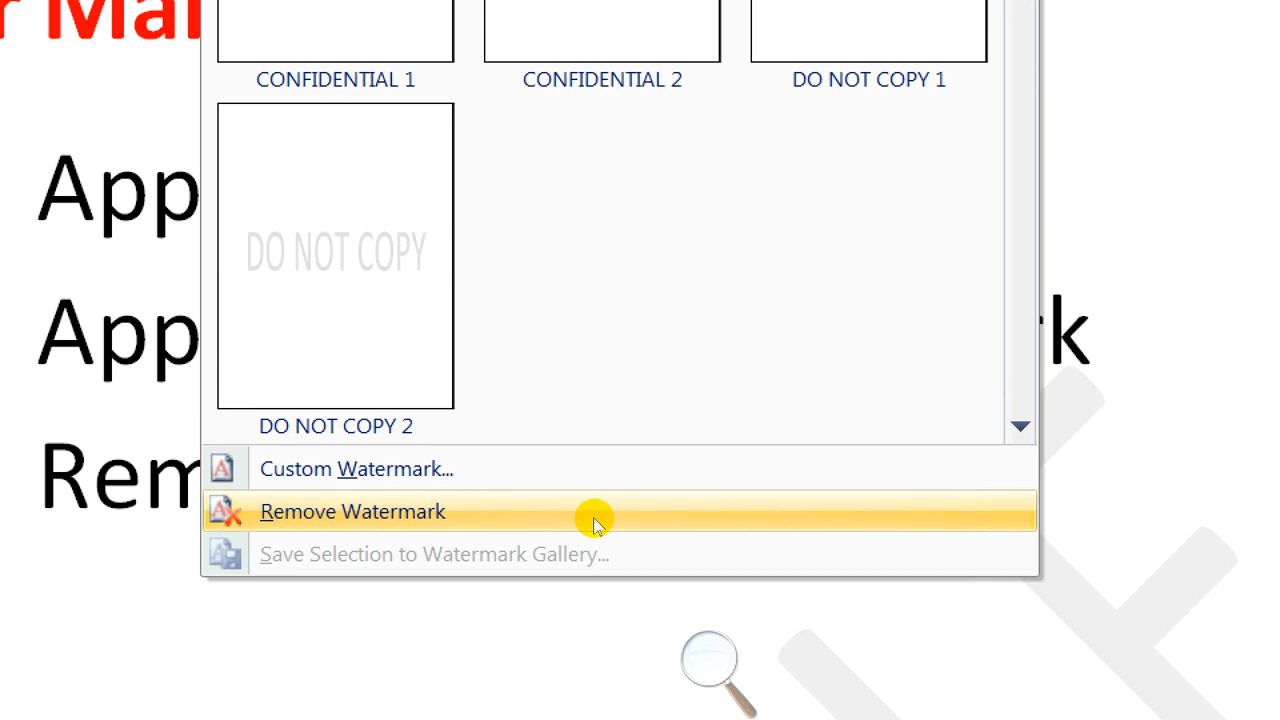 r Mai
CONFIDENTIAL 1
CONFIDENTIAL 2
DO NOT COPY 1
App
DO NOT COPY
App
rk
DO NOT COPY 2
Rem
Custom Watermark...
Remove Watermark
Save Selection to Watermark Gallery...